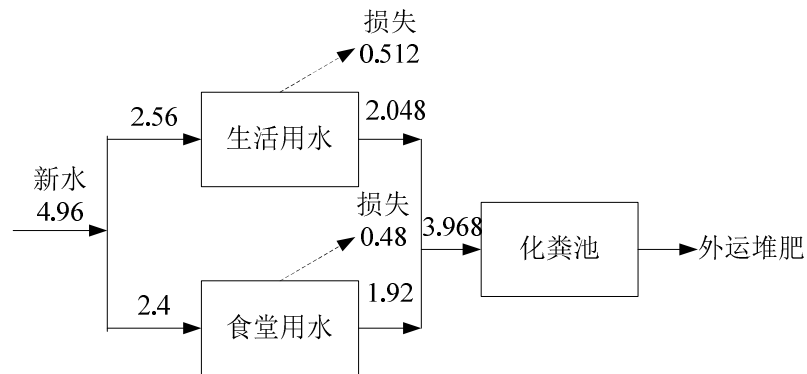 损失
0.512
2.56
生活用水
2.048
新水
4.96
损失
0.48
3.968
化粪池
外运堆肥
2.4
食堂用水
1.92